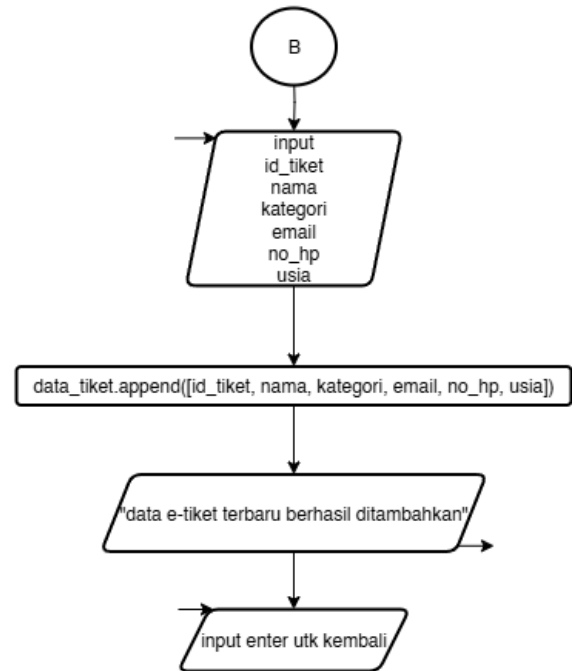 B
input
id_tiket
nama
kategori
email
no_hp
usia
data_tiket.append([id_tiket, nama, kategori, email, no_hp, usia])
"data e-tiket terbaru berhasil ditambahkan"
input enter utk kembali